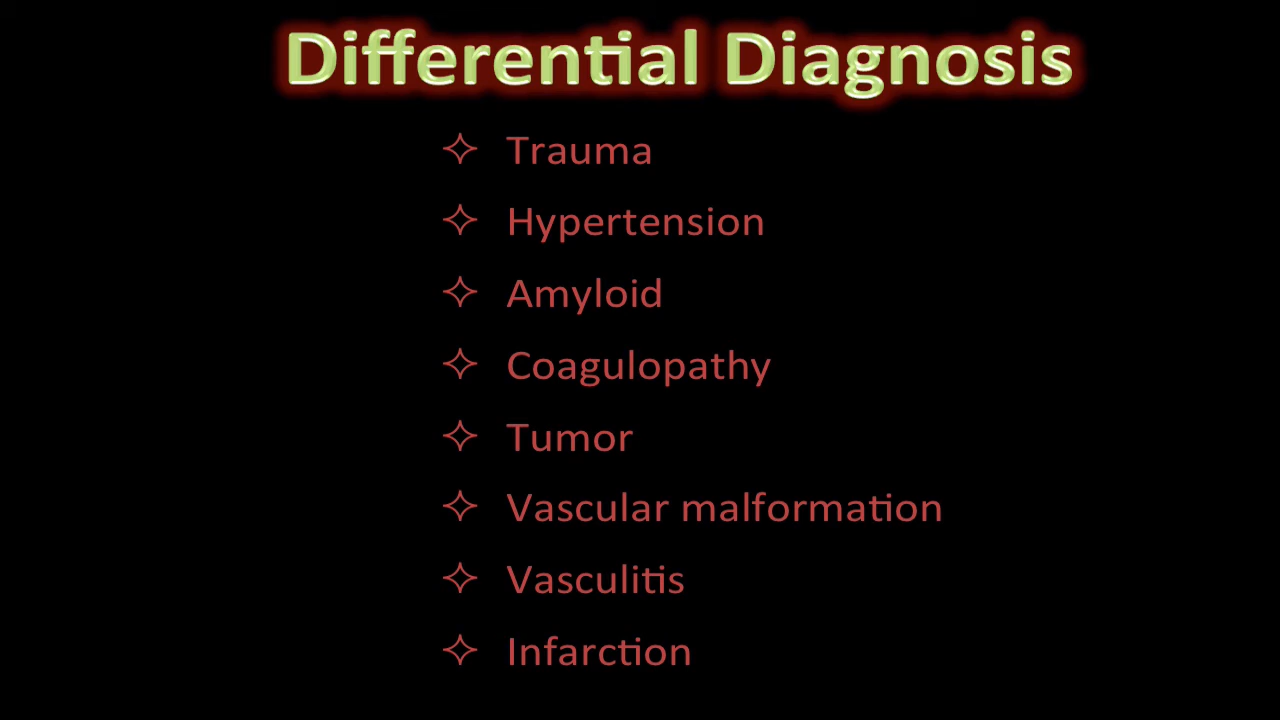 Differential Diagnosis
✧ Trauma
✧ Hypertension
✧ Amyloid
✧ Coagulopathy
✧ Tumor
✧ Vascular malformation
✧ Vasculitis
✧ Infarction